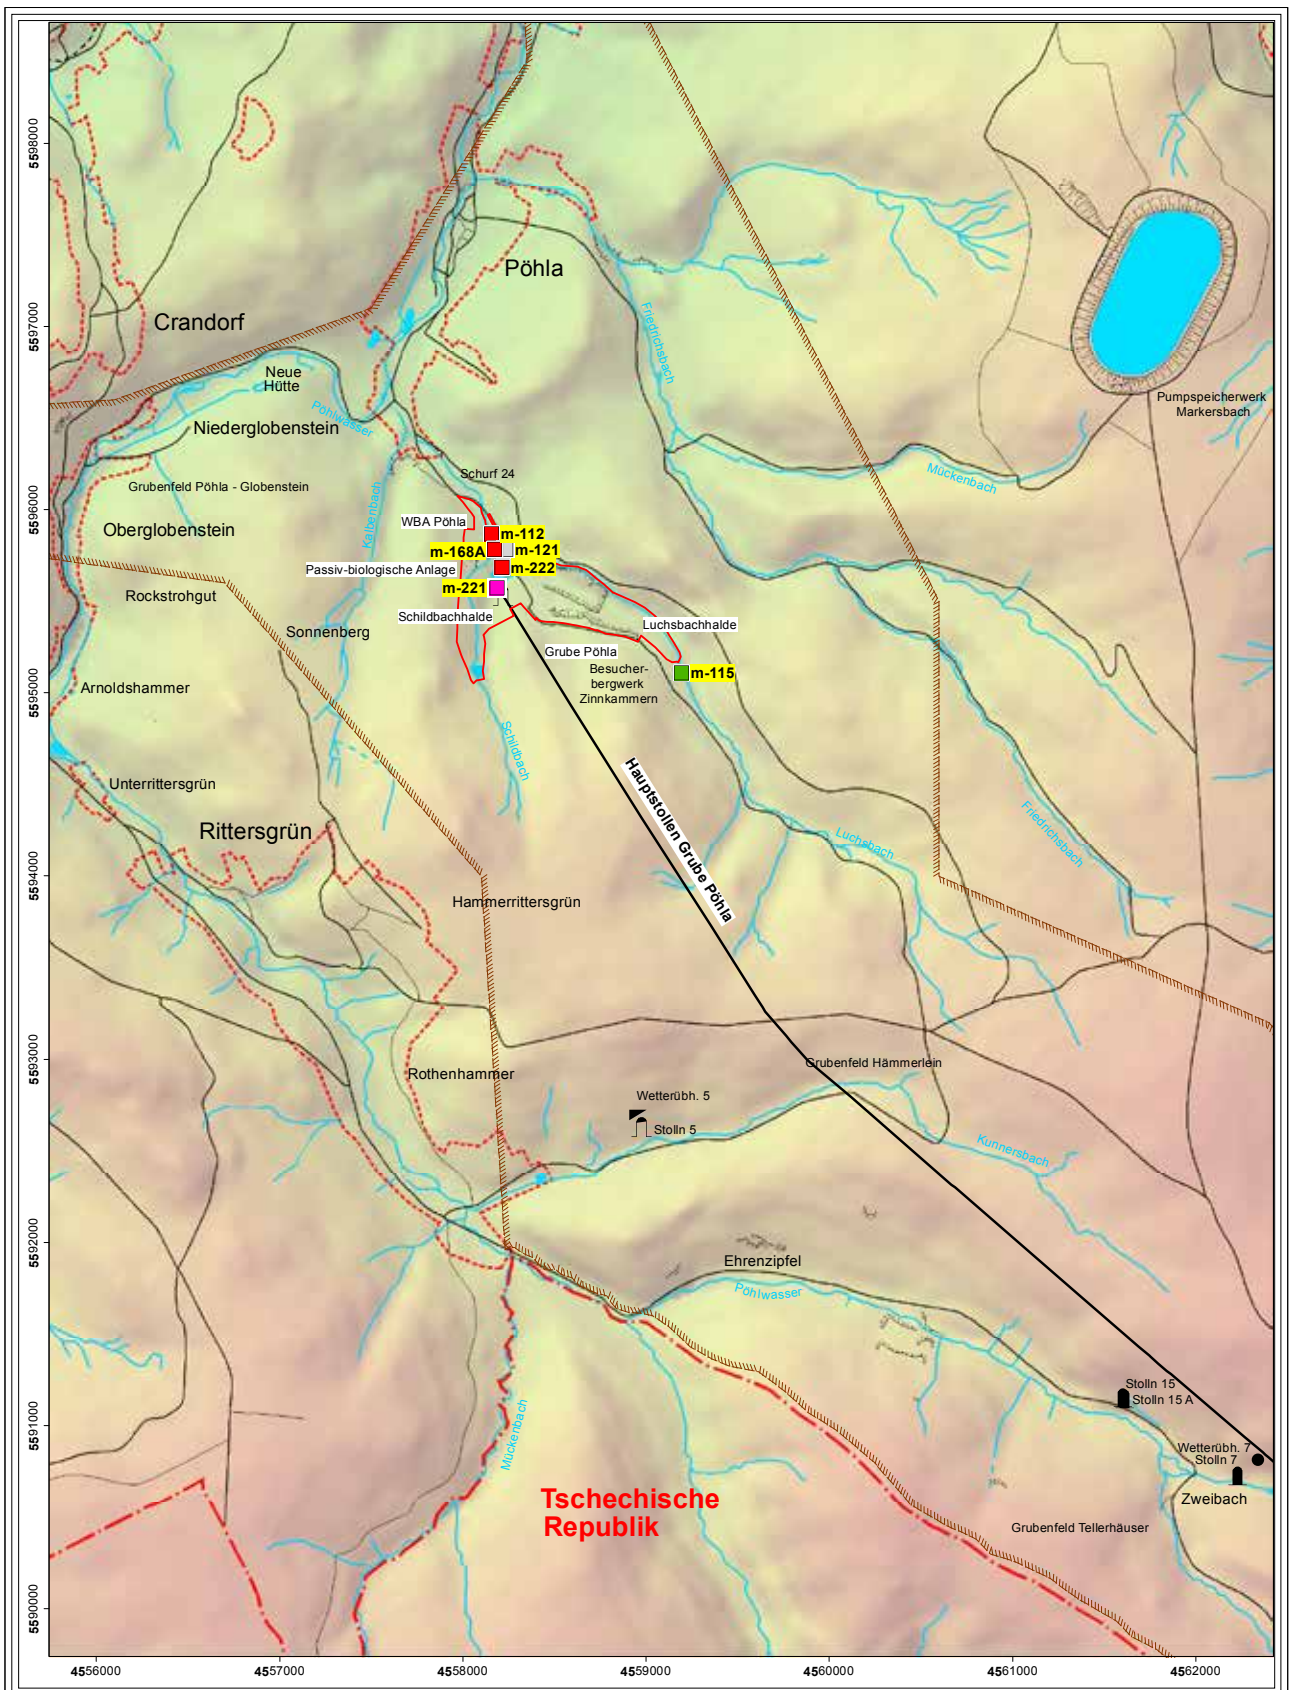 5598000
Pöhla
Crandorf
5597000
Friedrichsbach
Neue
Hütte
Pöhlwasser
Niederglobenstein
Pumpspeicherwerk
Markersbach
Schurf 24
Mückenbach
Grubenfeld Pöhla - Globenstein
5596000
Kalbenbach
WBA Pöhla
Oberglobenstein
m-112
m-168A
m-121
Passiv-biologische Anlage
m-222
m-221
Rockstrohgut
Schildbachhalde
Luchsbachhalde
Sonnenberg
Grube Pöhla
Besucher-
bergwerk
Zinnkammern
m-115
Arnoldshammer
5595000
Schildbach
Unterrittersgrün
Hauptstollen Grube Pöhla
Rittersgrün
Friedrichsbach
Luchsbach
5594000
Hammerrittersgrün
5593000
Grubenfeld Hämmerlein
Rothenhammer
Wetterübh. 5
Stolln 5
Kunnersbach
5592000
Ehrenzipfel
Pöhlwasser
Stolln 15
Stolln 15 A
5591000
Mückenbach
Wetterübh. 7
Stolln 7
Zweibach
Tschechische
Republik
Grubenfeld Tellerhäuser
5590000
4556000
4557000
4558000
4559000
4560000
4561000
4562000